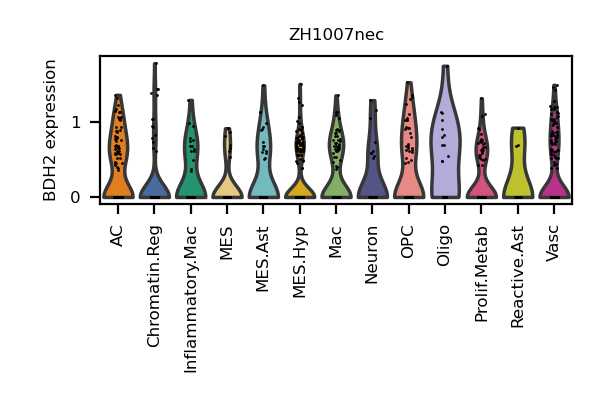 ZH1007nec
BDH2 expression
1
0
AC
Chromatin.Reg
Inflammatory.Mac
MES
MES.Ast
MES.Hyp
Mac
Neuron
OPC
Oligo
Prolif.Metab
Reactive.Ast
Vasc